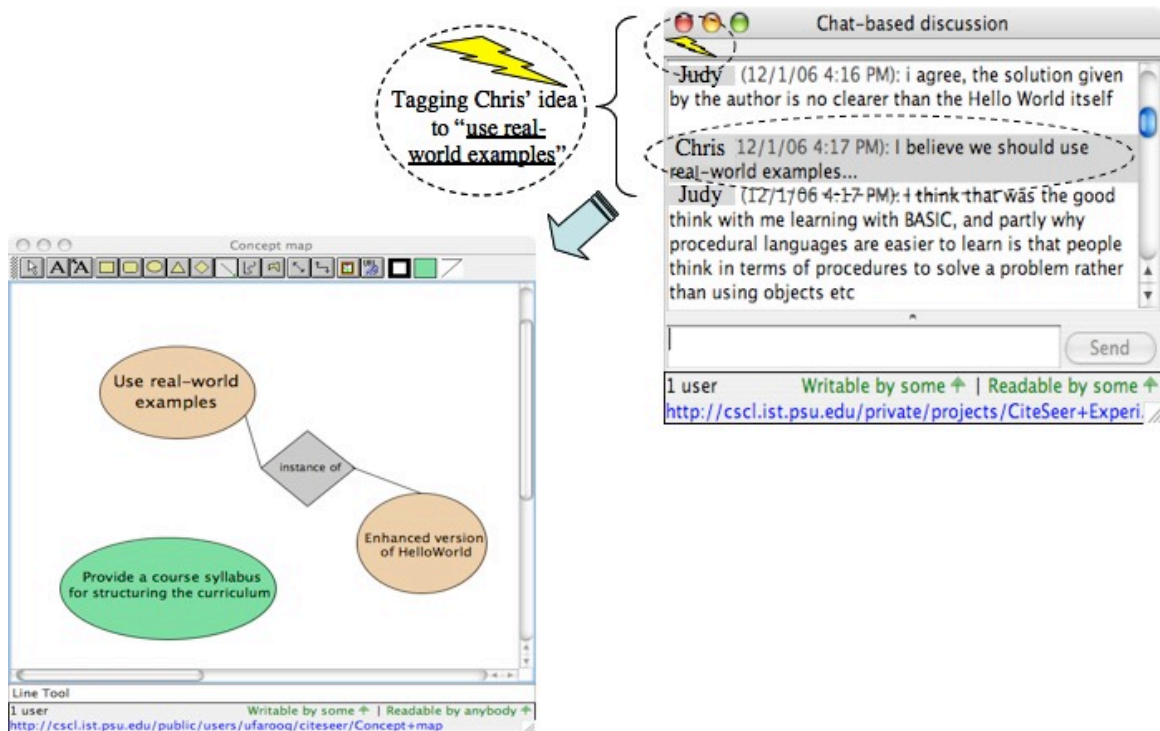 Chat-based discussion
Judy (12/1/06 4:16 PM): i agree, the solution given
by the author is no clearer than the Hello World itself
Chris 12/1/06 4:17 PM): I believe we should use
real-world examples...
Judy (12/1/06 4:17 PM): I think that was the good
think with me learning with BASIC, and partly why
procedural languages are easier to learn is that people
think in terms of procedures to solve a problem rather
than using objects etc
Send
1 user Writable by some | Readable by some
http://cscl.ist.psu.edu/private/projects/CiteSeer+Experi.
Tagging Chris' idea
to “use real-
world examples”
Concept map
A A
URL
Use real-world
examples
instance of
Enhanced version
of HelloWorld
Provide a course syllabus
for structuring the curriculum
Line Tool
1 user Writable by some | Readable by anybody
http://cscl.ist.psu.edu/public/users/ufarooq/citeseer/Concept+map